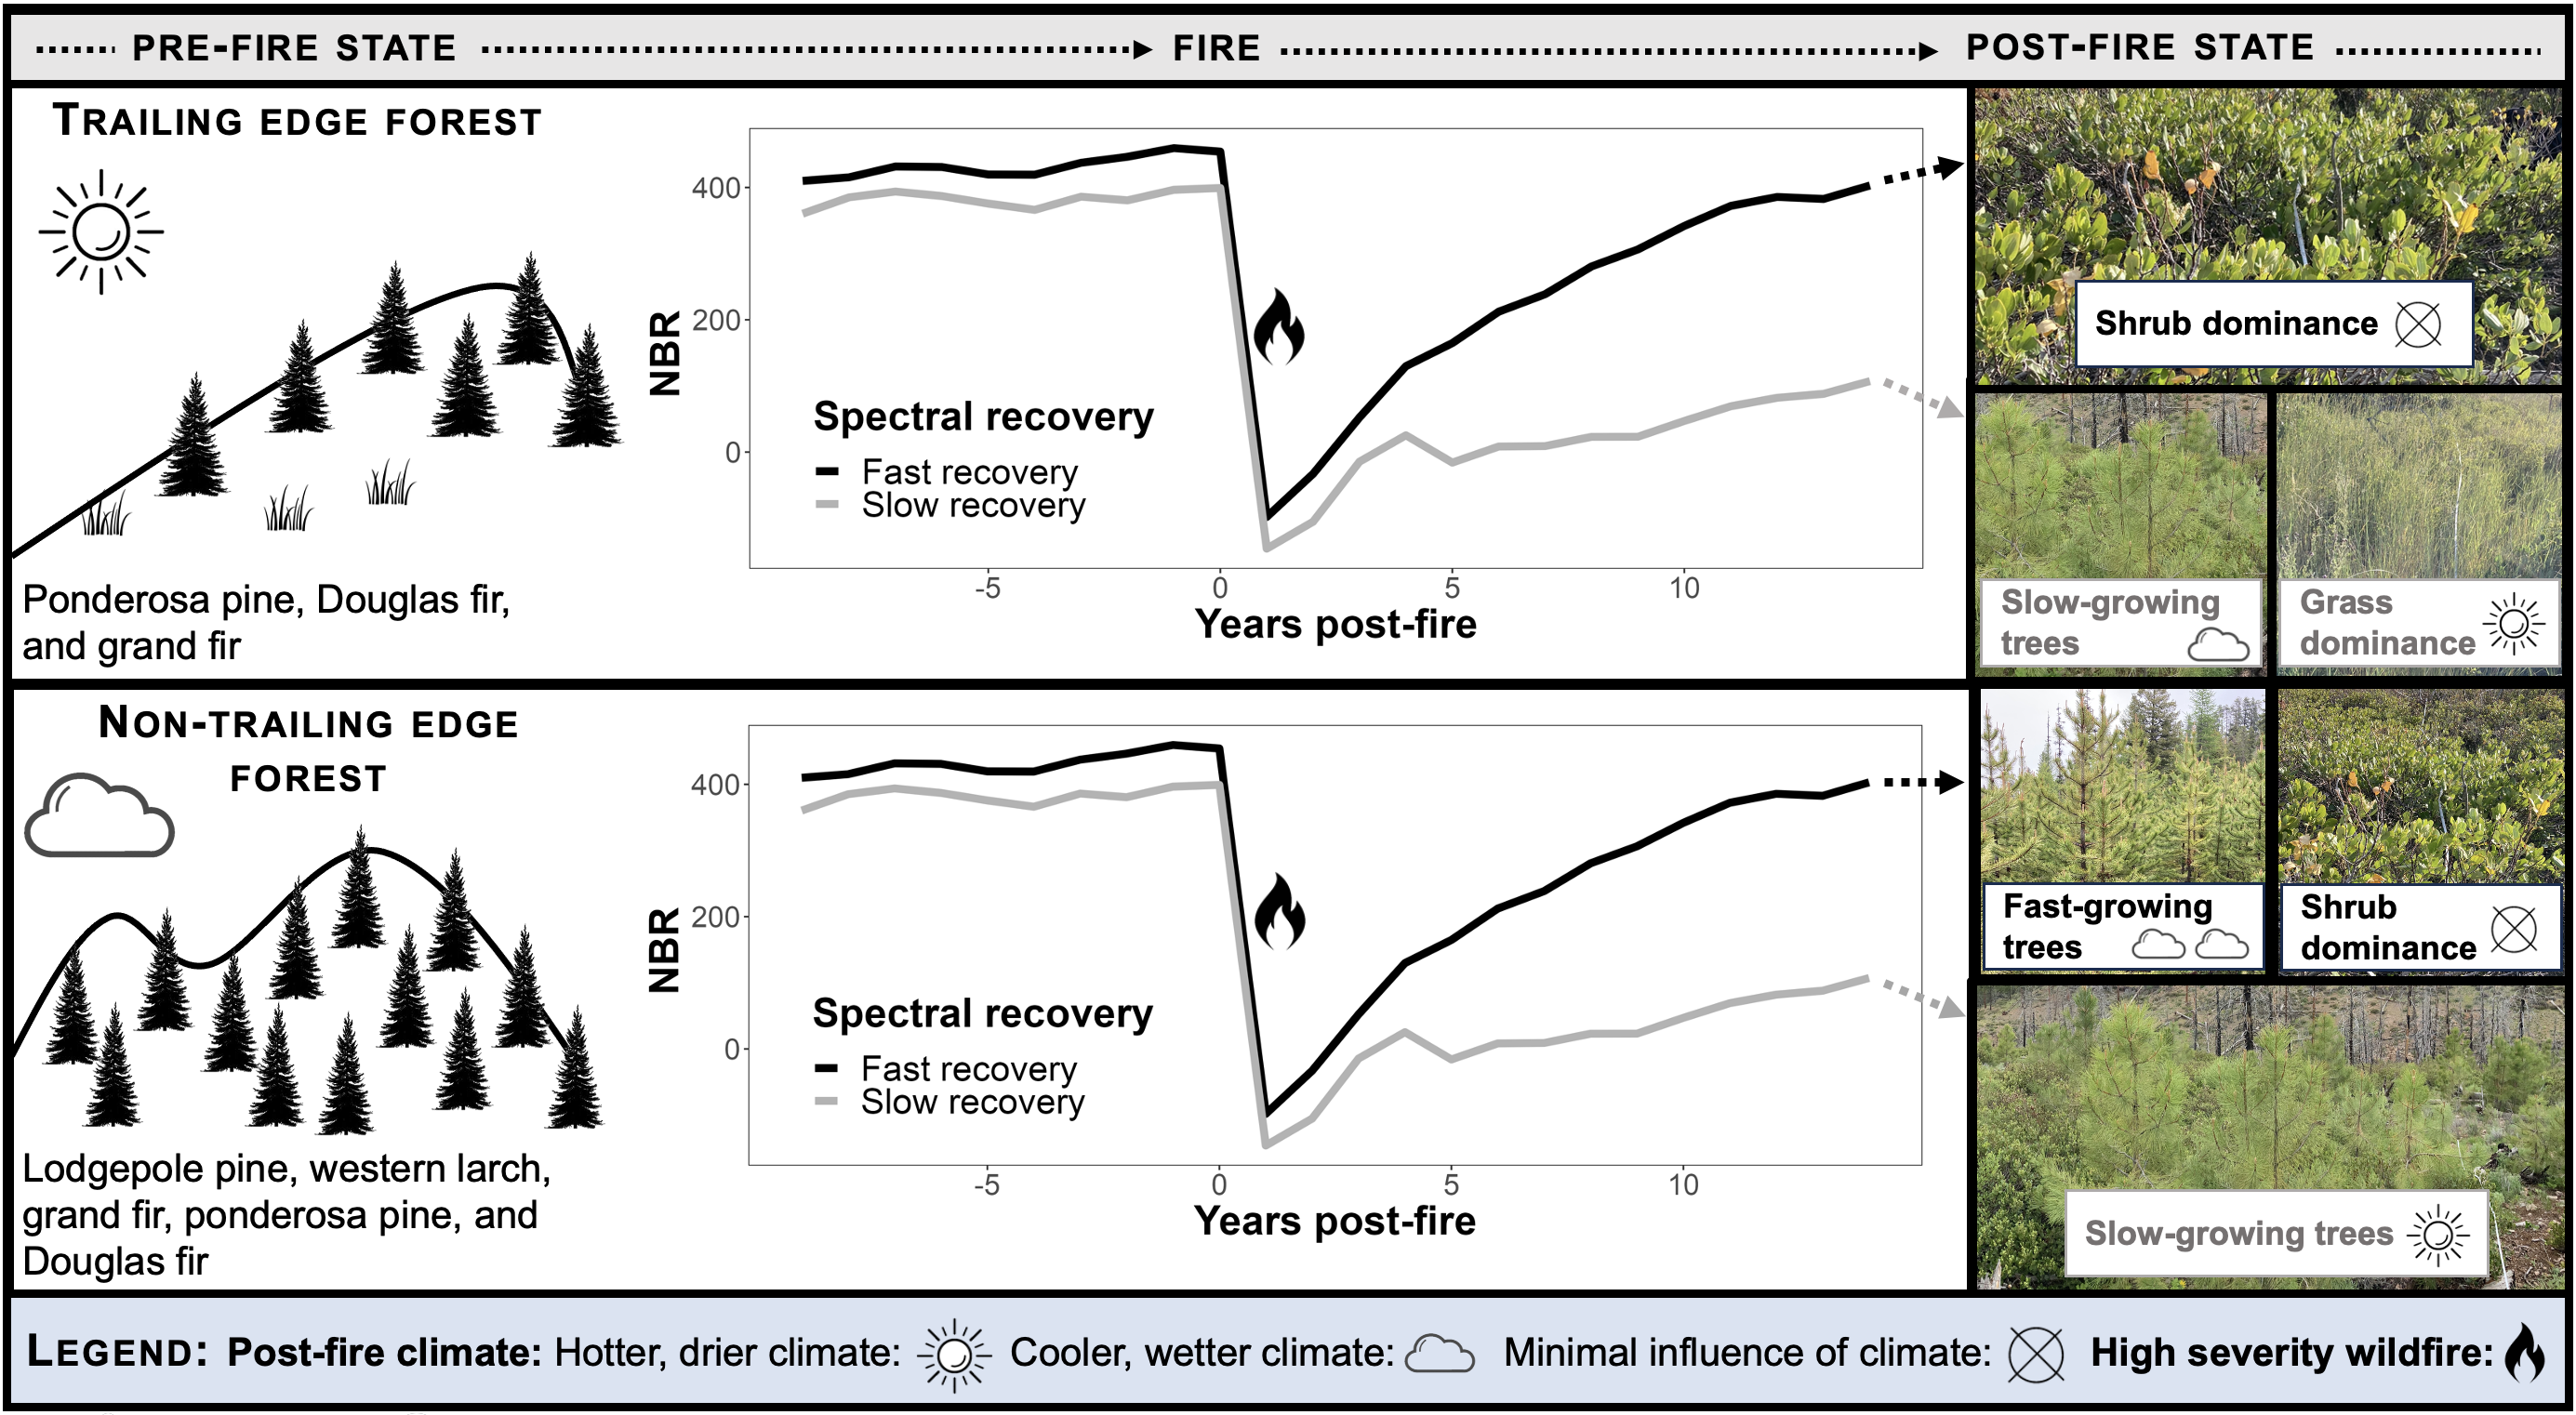 PRE-FIRE STATE FIRE POST-FIRE STATE
TRAILING EDGE FOREST
400
200
0
NBR
Spectral recovery
Fast recovery
Slow recovery
-5 0 5 10
Years post-fire
Ponderosa pine, Douglas fir,
and grand fir
Shrub dominance
Slow-growing
trees
Grass
dominance
NON-TRAILING EDGE
FOREST
400
200
0
NBR
Spectral recovery
Fast recovery
Slow recovery
-5 0 5 10
Years post-fire
Lodgepole pine, western larch,
grand fir, ponderosa pine, and
Douglas fir
Fast-growing
trees
Shrub
dominance
Slow-growing trees
LEGEND: Post-fire climate: Hotter, drier climate: Cooler, wetter climate: Minimal influence of climate: High severity wildfire: